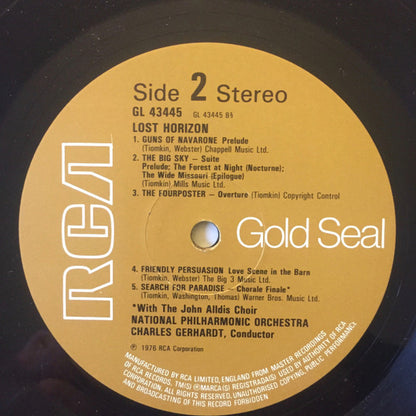 Side 2 Stereo
GL 43445 GL 43445 BS
LOST HORIZON
1. GUNS OF NAVARONE Prelude
(Tiomkin, Webster) Chappell Music Ltd.
2. THE BIG SKY – Suite
Prelude; The Forest at Night (Nocturne);
The Wide Missouri (Epilogue)
(Tiomkin) Mills Music Ltd.
3. THE FOURPOSTER – Overture (Tiomkin) Copyright Control
RCA
Gold Seal
4. FRIENDLY PERSUASION Love Scene in the Barn
(Tiomkin, Webster) The Big 3 Music Ltd.
5. SEARCH FOR PARADISE – Chorale Finale*
(Tiomkin, Washington, Thomas) Warner Bros. Music Ltd.
*With The John Alldis Choir
NATIONAL PHILHARMONIC ORCHESTRA
CHARLES GERHARDT, Conductor
℗ 1976 RCA Corporation
MANUFACTURED BY RCA LIMITED, ENGLAND FROM MASTER RECORDINGS
OF RCA RECORDS. TM(S) ® MARCA(S) REGISTRADA(S) USED BY AUTHORITY OF RCA
CORPORATION. ALL RIGHTS RESERVED. UNAUTHORISED COPYING, PUBLIC PERFORMANCE
AND BROADCASTING OF THIS RECORD FORBIDDEN